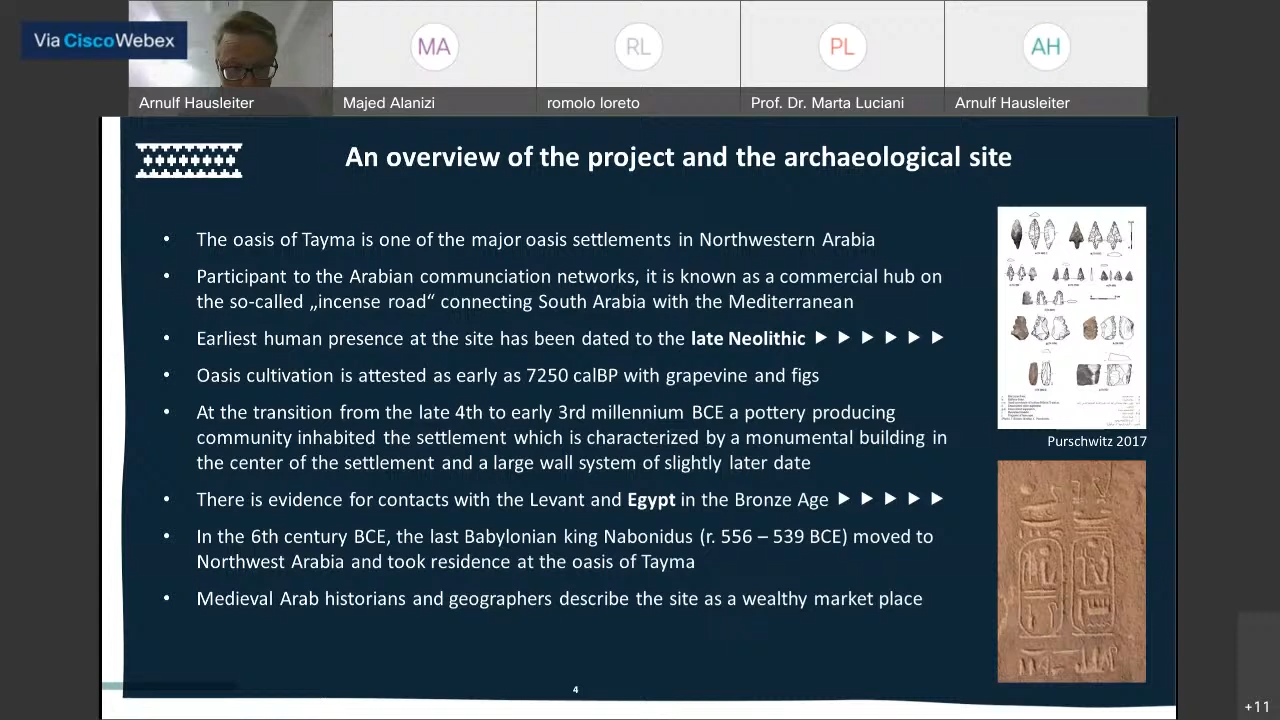 Via Cisco Webex
MA
RL
PL
AH
Arnulf Hausleiter
Majed Alanizi
romolo loreto
Prof. Dr. Marta Luciani
Arnulf Hausleiter
An overview of the project and the archaeological site
• The oasis of Tayma is one of the major oasis settlements in Northwestern Arabia
• Participant to the Arabian communciation networks, it is known as a commercial hub on
the so-called „incense road“ connecting South Arabia with the Mediterranean
• Earliest human presence at the site has been dated to the late Neolithic ► ► ► ► ► ►
• Oasis cultivation is attested as early as 7250 calBP with grapevine and figs
• At the transition from the late 4th to early 3rd millennium BCE a pottery producing
community inhabited the settlement which is characterized by a monumental building in
the center of the settlement and a large wall system of slightly later date
• There is evidence for contacts with the Levant and Egypt in the Bronze Age ► ► ► ► ►
• In the 6th century BCE, the last Babylonian king Nabonidus (r. 556 – 539 BCE) moved to
Northwest Arabia and took residence at the oasis of Tayma
• Medieval Arab historians and geographers describe the site as a wealthy market place
Purschwitz 2017
4
+11